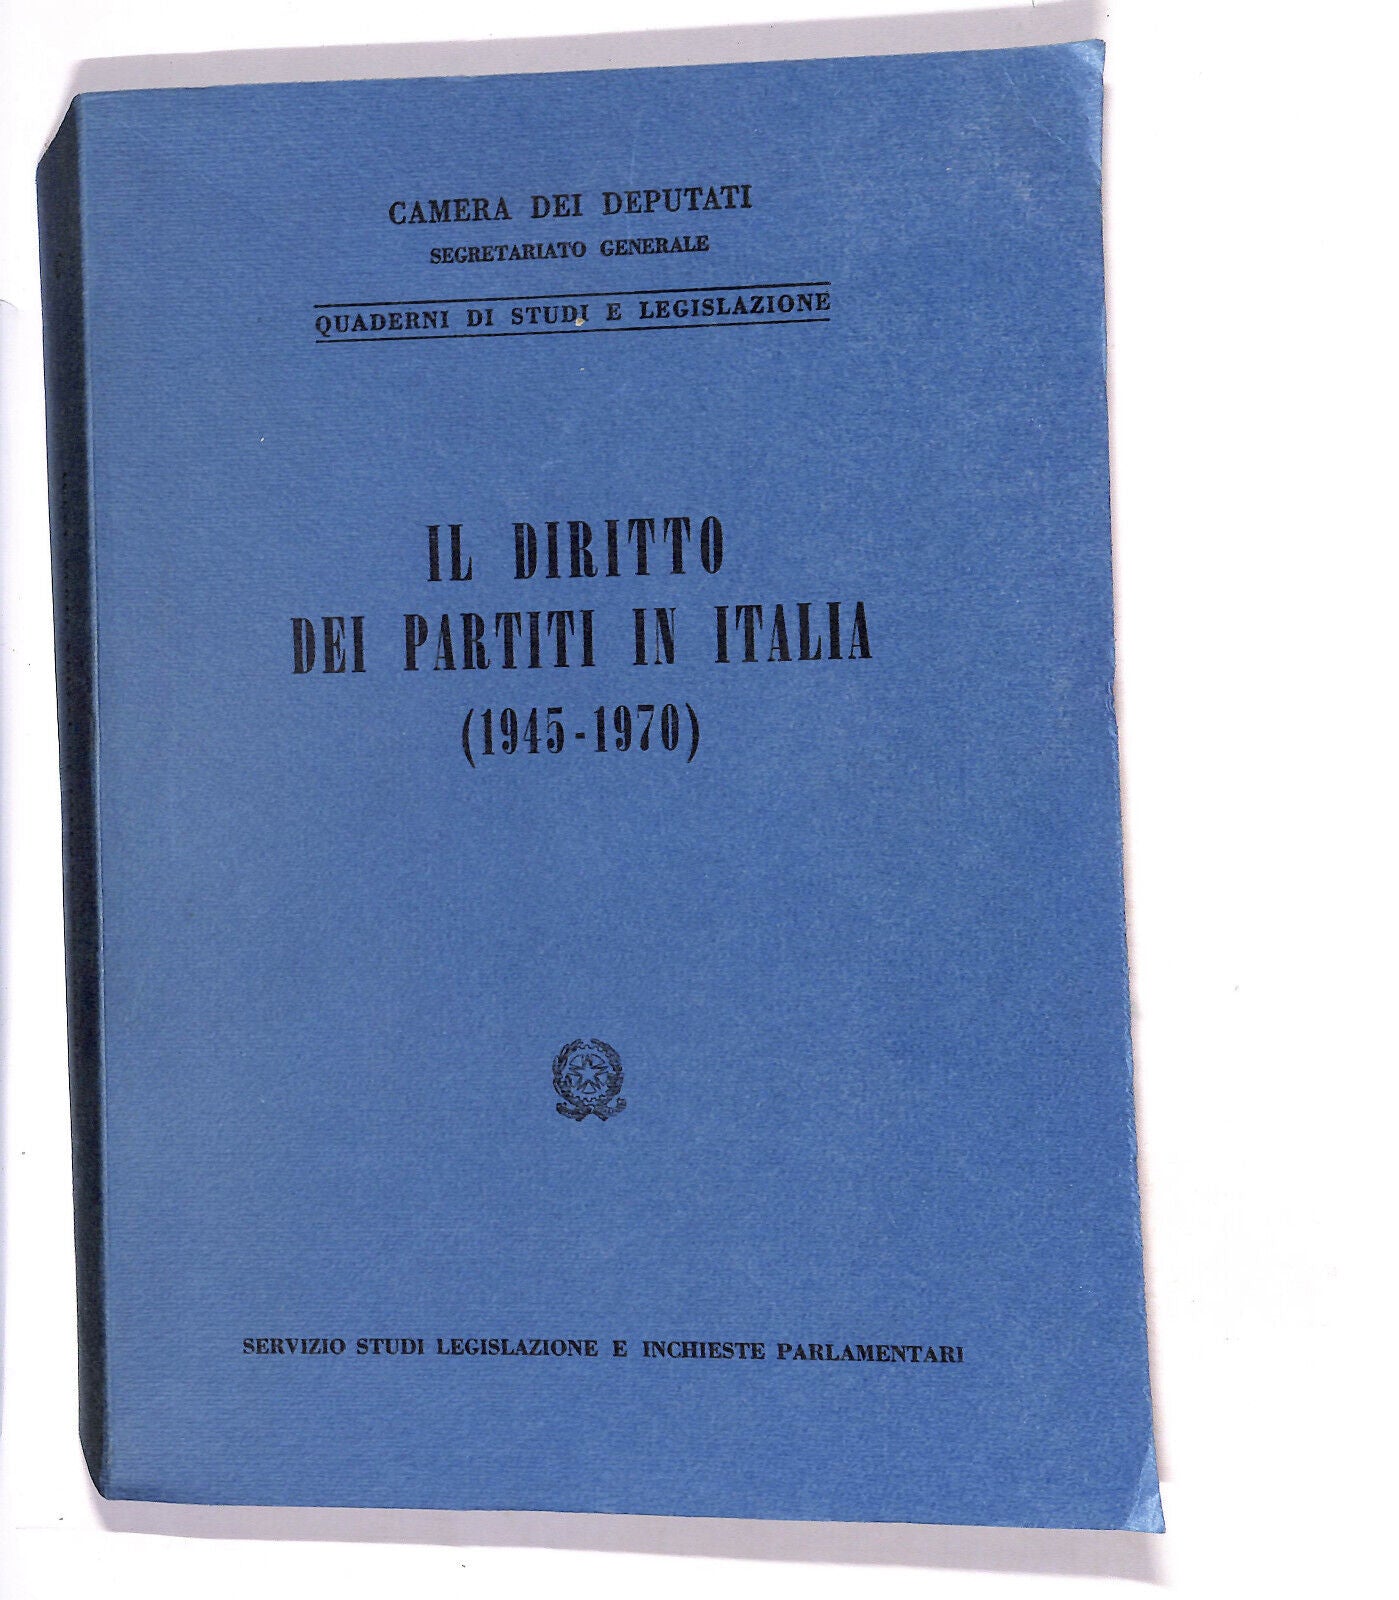 CAMERA DEI DEPUTATI
SEGRETARIATO GENERALE
QUADERNI DI STUDI E LEGISLAZIONE
IL DIRITTO
DEI PARTITI IN ITALIA
(1945-1970)
SERVIZIO STUDI LEGISLAZIONE E INCHIESTE PARLAMENTARI